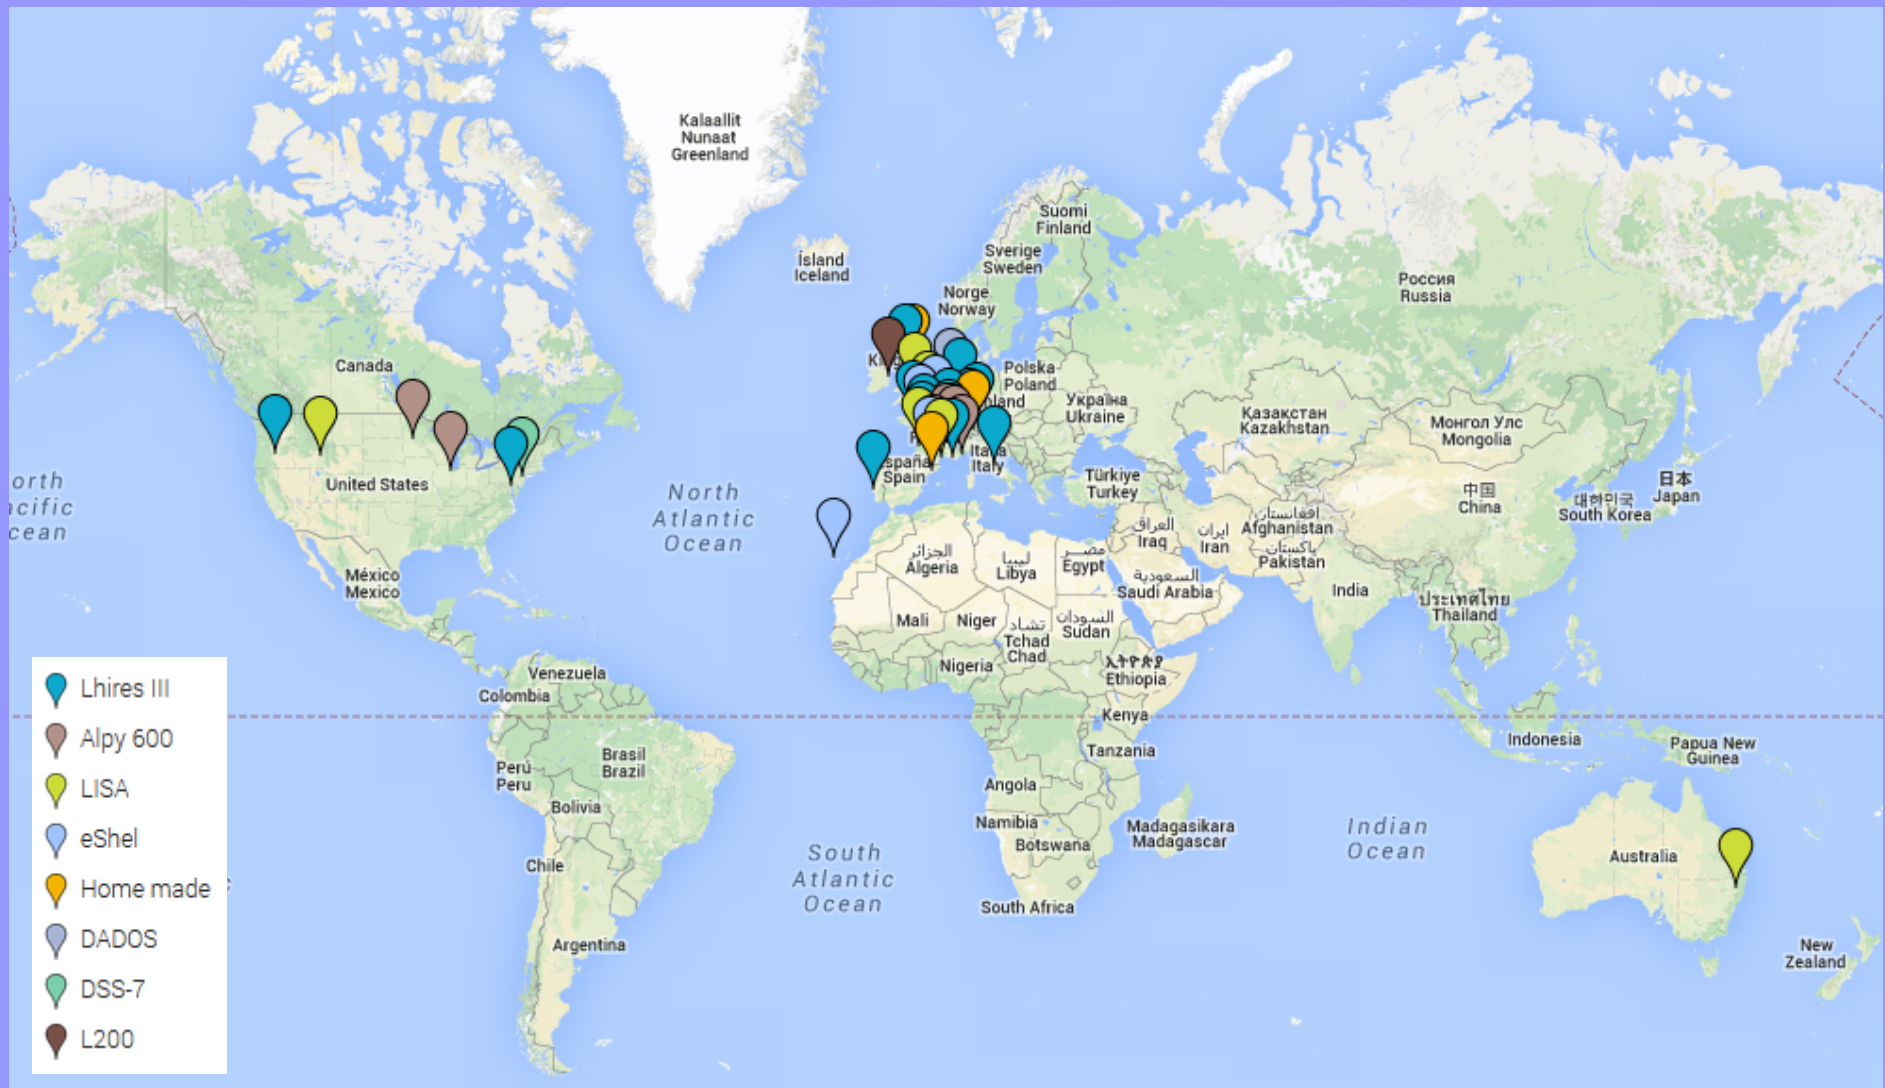 Kalaallit
Nunaat
Greenland
Suomi
Finland
Ísland
Iceland
Sverige
Sweden
Россия
Russia
Norge
Norway
Canada
Polska
Poland
Україна
Ukraine
Қазақстан
Kazakhstan
Монгол Улс
Mongolia
Italia
Italy
España
Spain
United States
Türkiye
Turkey
North
Atlantic
Ocean
中国
China
日本
Japan
대한민국
South Korea
العراق
Iraq
ایران
Iran
افغانستان
Afghanistan
پاکستان
Pakistan
الجزائر
Algeria
ليبيا
Libya
مصر
Egypt
السعودية
Saudi Arabia
México
Mexico
India
ประเทศไทย
Thailand
Mali
Niger
تشاد
Tchad
Chad
السودان
Sudan
Nigeria
ኢትዮጵያ
Ethiopia
Venezuela
Colombia
Kenya
Tanzania
Indonesia
Papua New
Guinea
Perú
Peru
Brasil
Brazil
Bolivia
Angola
Namibia
Botswana
Madagasikara
Madagascar
Indian
Ocean
South
Atlantic
Ocean
Chile
Australia
South Africa
Argentina
New
Zealand
Lhires III
Alpy 600
LISA
eShel
Home made
DADOS
DSS-7
L200